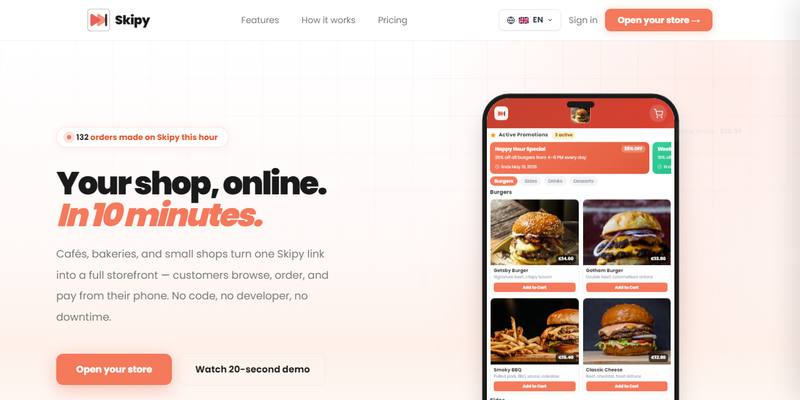 Skipy
Features
How it works
Pricing
EN
Sign in
Open your store →
132 orders made on Skipy this hour
Your shop, online.
In 10 minutes.
Cafés, bakeries, and small shops turn one Skipy link
into a full storefront — customers browse, order, and
pay from their phone. No code, no developer, no
downtime.
Open your store
Watch 20-second demo
Active Promotions
3 active
Happy Hour Special
Burgers
Sides
Drinks
Desserts
Burgers
Gatsby Burger
Add to Cart
Gotham Burger
Add to Cart
Smoky BBQ
Add to Cart
Classic Cheese
Add to Cart